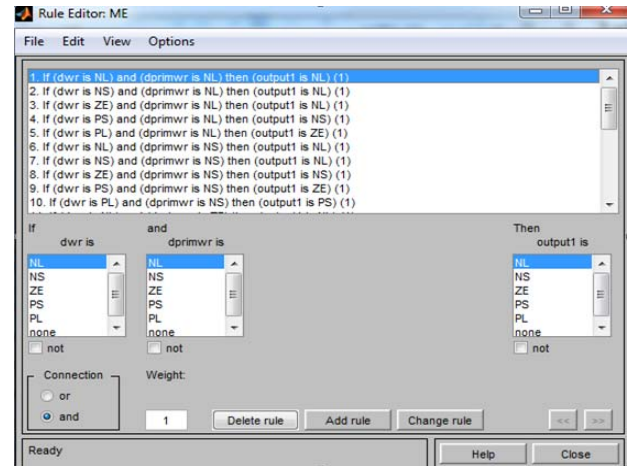 Rule Editor: ME
File Edit View Options
1. If (dwr is NL) and (dprimwr is NL) then (output1 is NL) (1)
2. If (dwr is NS) and (dprimwr is NL) then (output1 is NL) (1)
3. If (dwr is ZE) and (dprimwr is NL) then (output1 is NL) (1)
4. If (dwr is PS) and (dprimwr is NL) then (output1 is NS) (1)
5. If (dwr is PL) and (dprimwr is NL) then (output1 is ZE) (1)
6. If (dwr is NL) and (dprimwr is NS) then (output1 is NL) (1)
7. If (dwr is NS) and (dprimwr is NS) then (output1 is NL) (1)
8. If (dwr is ZE) and (dprimwr is NS) then (output1 is NS) (1)
9. If (dwr is PS) and (dprimwr is NS) then (output1 is ZE) (1)
10. If (dwr is PL) and (dprimwr is NS) then (output1 is PS) (1)
If and Then
dwr is dprimwr is output1 is
NL NL NL
NS NS NS
ZE ZE ZE
PS PS PS
PL PL PL
none none none
not not not
Connection Weight:
or
and 1 Delete rule Add rule Change rule << >>
Ready Help Close